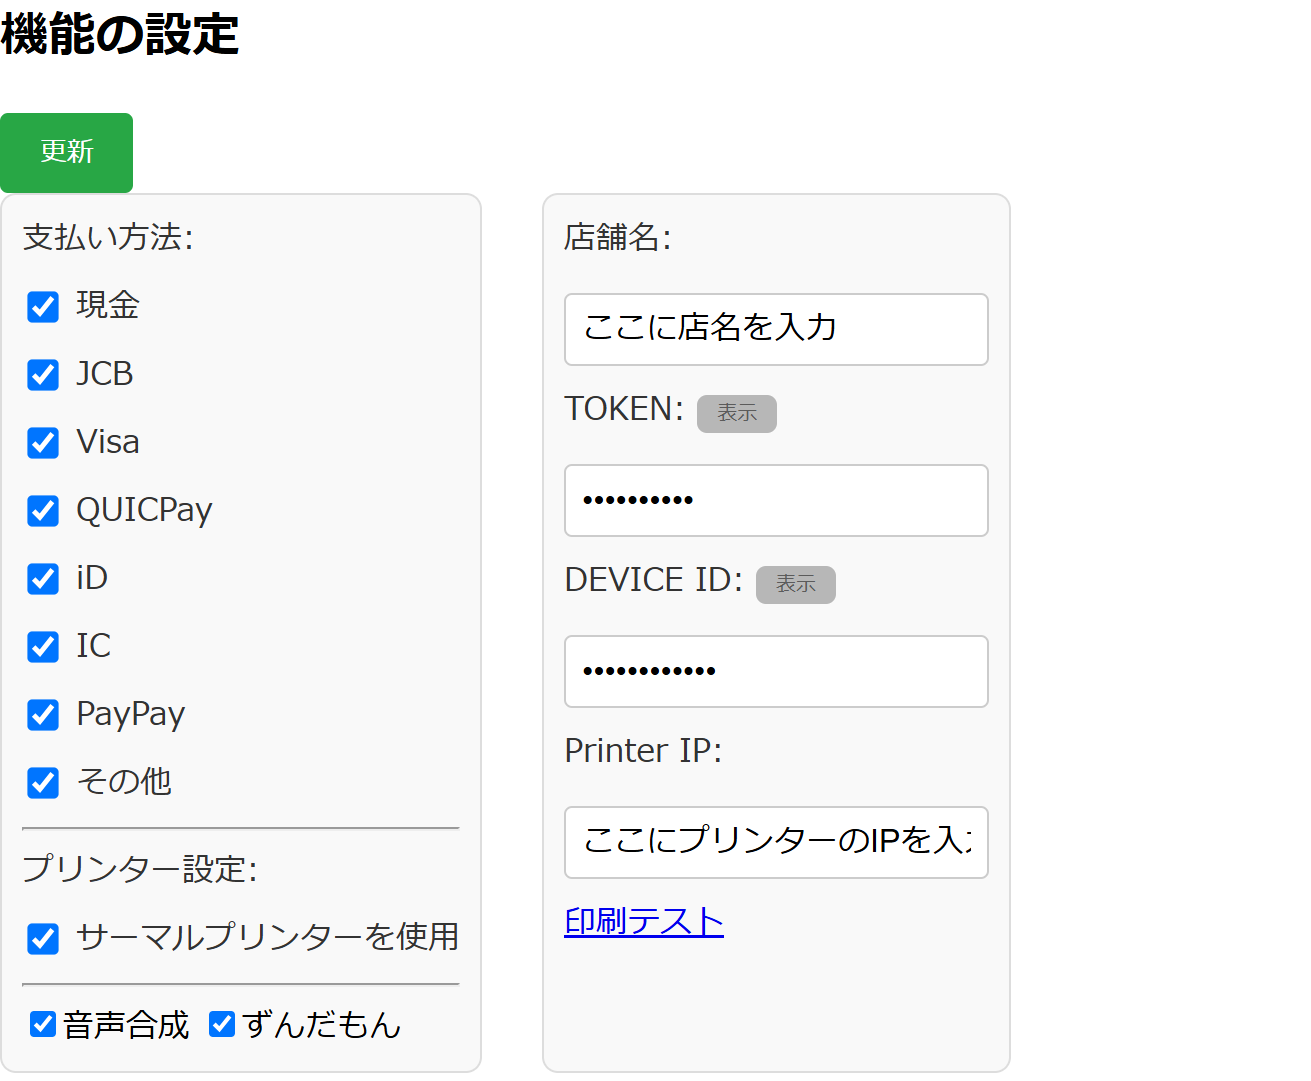 機能の設定
更新
支払い方法:
現金
JCB
Visa
QUICPay
iD
IC
PayPay
その他
プリンター設定:
サーマルプリンターを使用
音声合成 ずんだもん
店舗名:
ここに店名を入力
TOKEN: 表示
••••••••••
DEVICE ID: 表示
••••••••••••
Printer IP:
ここにプリンターのIPを入
印刷テスト